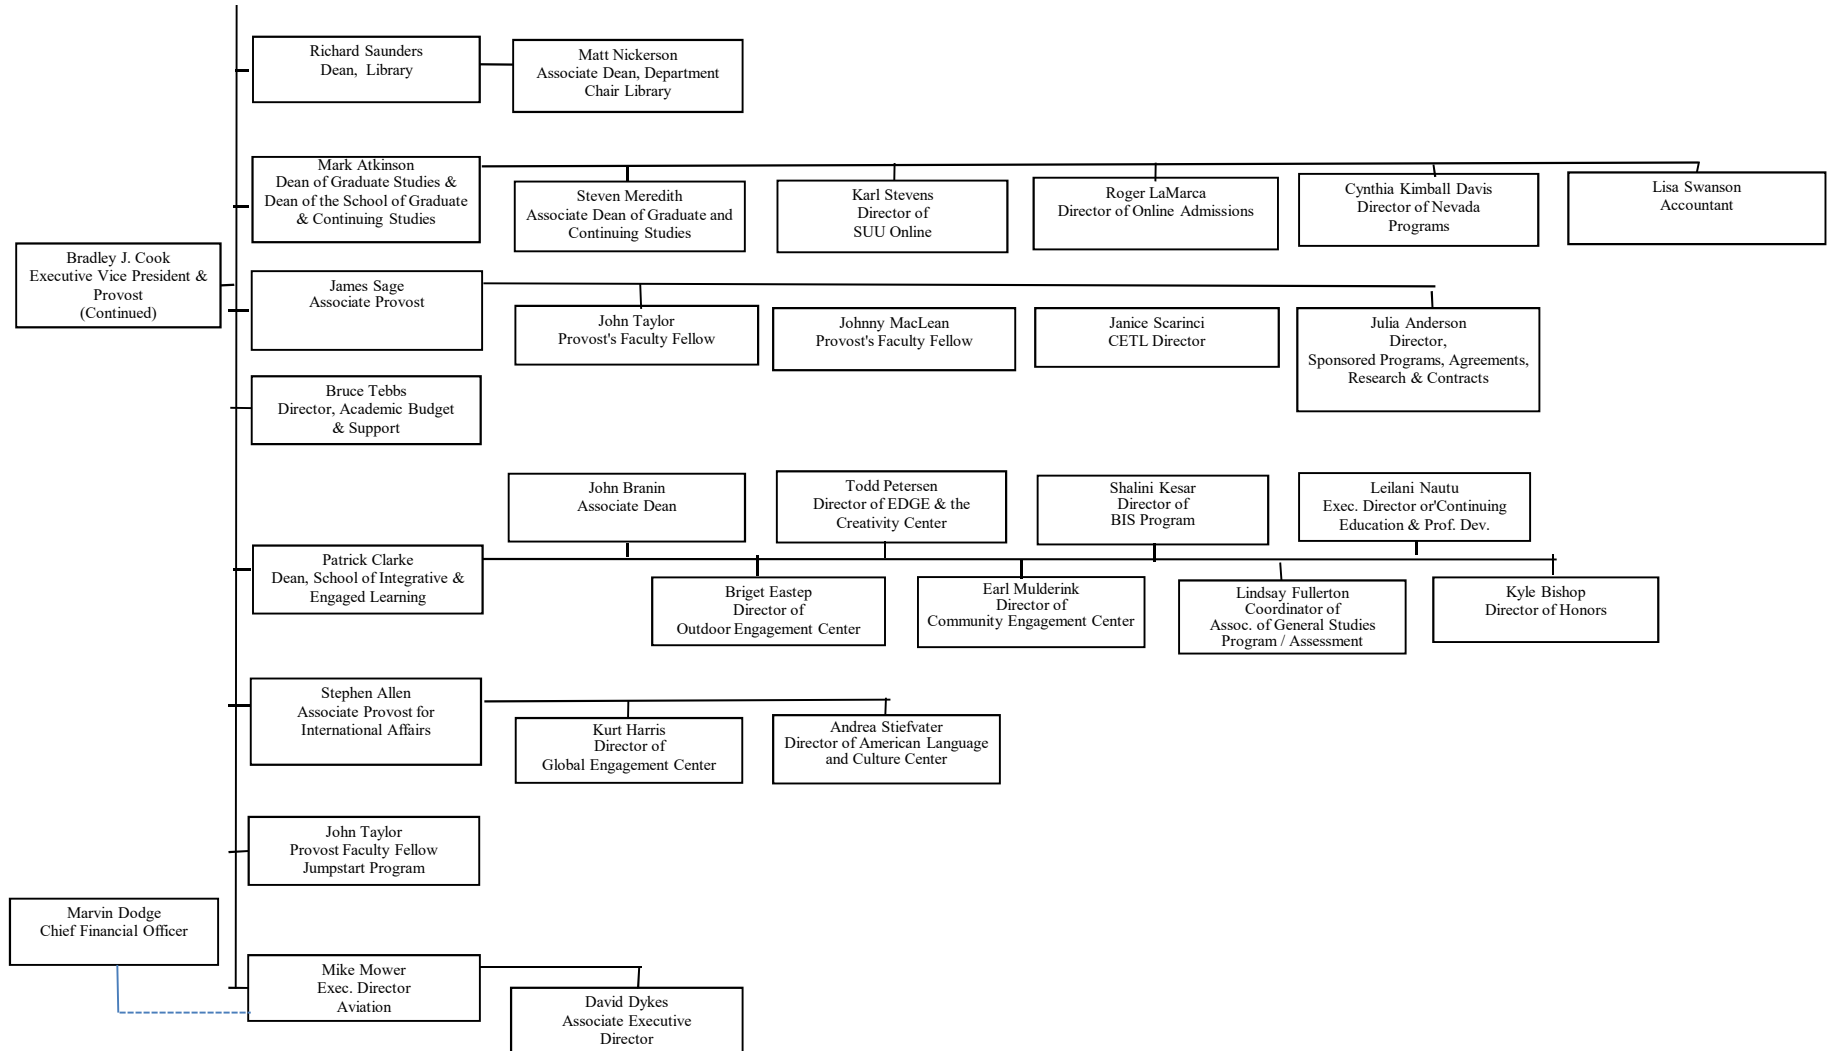 Richard Saunders
Dean, Library
Matt Nickerson
Associate Dean, Department
Chair Library
Mark Atkinson
Dean of Graduate Studies &
Dean of the School of Graduate
& Continuing Studies
Steven Meredith
Associate Dean of Graduate and
Continuing Studies
Karl Stevens
Director of
SUU Online
Roger LaMarca
Director of Online Admissions
Cynthia Kimball Davis
Director of Nevada
Programs
Lisa Swanson
Accountant
Bradley J. Cook
Executive Vice President &
Provost
(Continued)
James Sage
Associate Provost
John Taylor
Provost's Faculty Fellow
Johnny MacLean
Provost's Faculty Fellow
Janice Scarinci
CETL Director
Julia Anderson
Director,
Sponsored Programs, Agreements,
Research & Contracts
Bruce Tebbs
Director, Academic Budget
& Support
John Branin
Associate Dean
Todd Petersen
Director of EDGE & the
Creativity Center
Shalini Kesar
Director of
BIS Program
Leilani Nautu
Exec. Director or'Continuing
Education & Prof. Dev.
Patrick Clarke
Dean, School of Integrative &
Engaged Learning
Briget Eastep
Director of
Outdoor Engagement Center
Earl Mulderink
Director of
Community Engagement Center
Lindsay Fullerton
Coordinator of
Assoc. of General Studies
Program / Assessment
Kyle Bishop
Director of Honors
Stephen Allen
Associate Provost for
International Affairs
Kurt Harris
Director of
Global Engagement Center
Andrea Stiefvater
Director of American Language
and Culture Center
John Taylor
Provost Faculty Fellow
Jumpstart Program
Marvin Dodge
Chief Financial Officer
Mike Mower
Exec. Director
Aviation
David Dykes
Associate Executive
Director